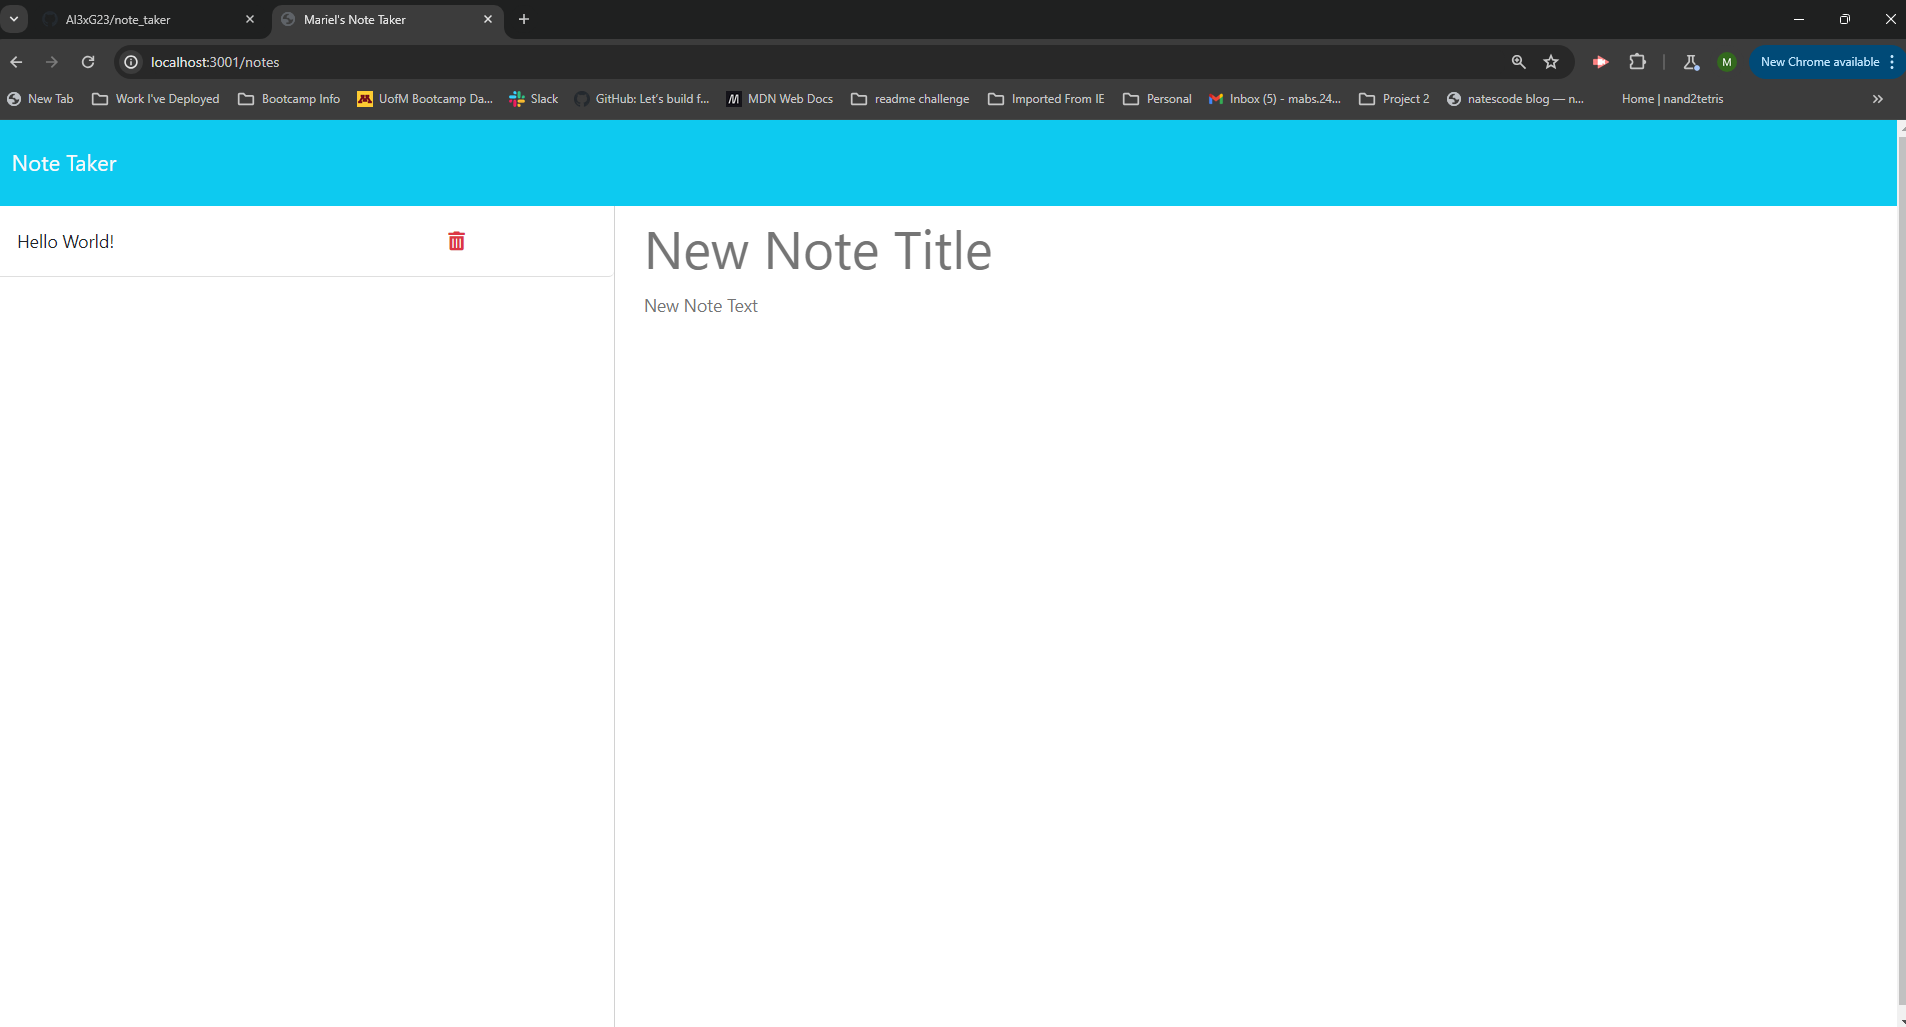 Al3xG23/note_taker
Mariel's Note Taker
localhost:3001/notes
M
New Chrome available
New Tab
Work I've Deployed
Bootcamp Info
UofM Bootcamp Da...
Slack
GitHub: Let's build f...
MDN Web Docs
readme challenge
Imported From IE
Personal
Inbox (5) - mabs.24...
Project 2
natescode blog — n...
Home | nand2tetris
Note Taker
Hello World!
New Note Title
New Note Text